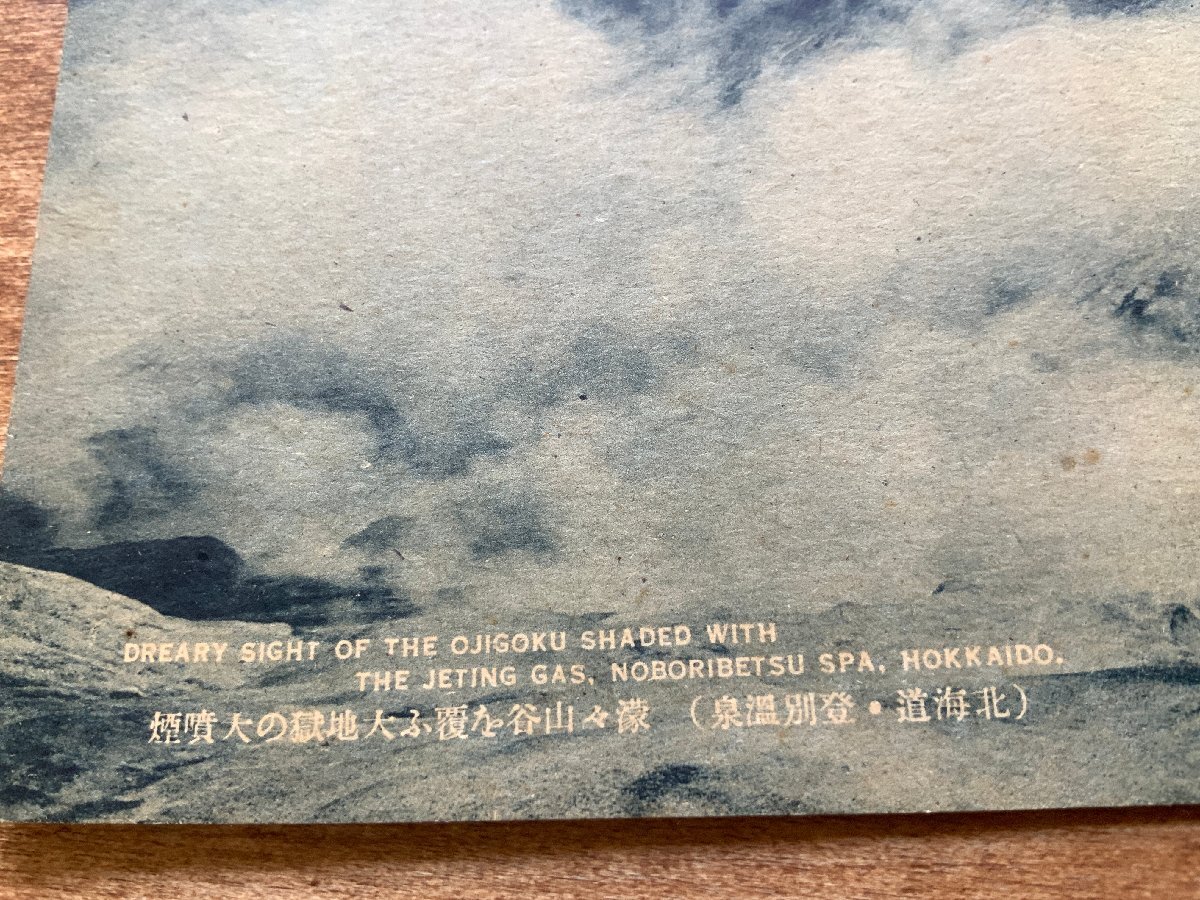 DREARY SIGHT OF THE OJIGOKU SHADED WITH
THE JETING GAS, NOBORIBETSU SPA, HOKKAIDO.
（北海道・登別溫泉） 濛々山谷を覆ふ大地獄の大噴煙